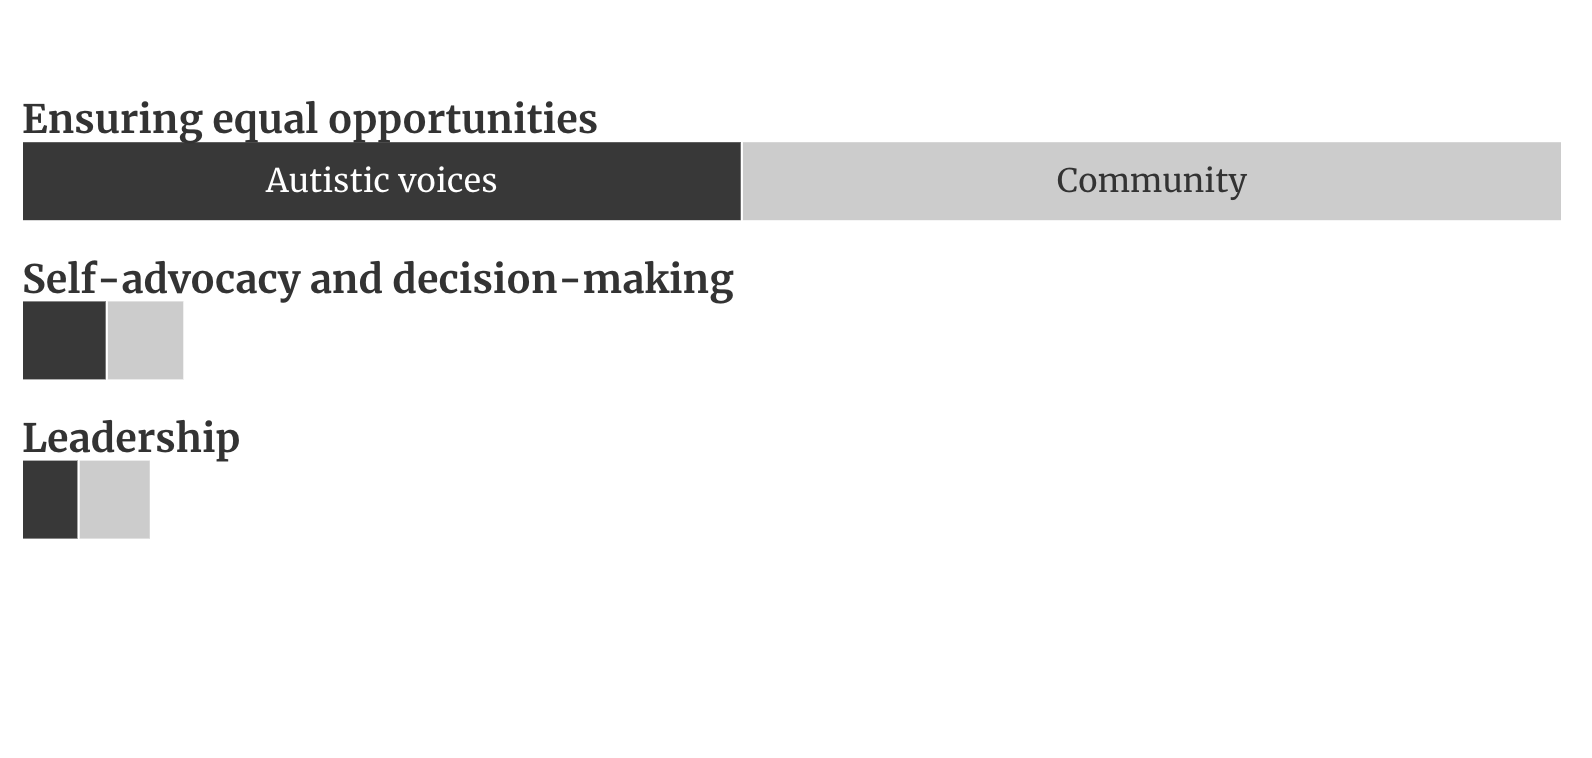 Ensuring equal opportunities
Autistic voices Community
Self-advocacy and decision-making
Leadership